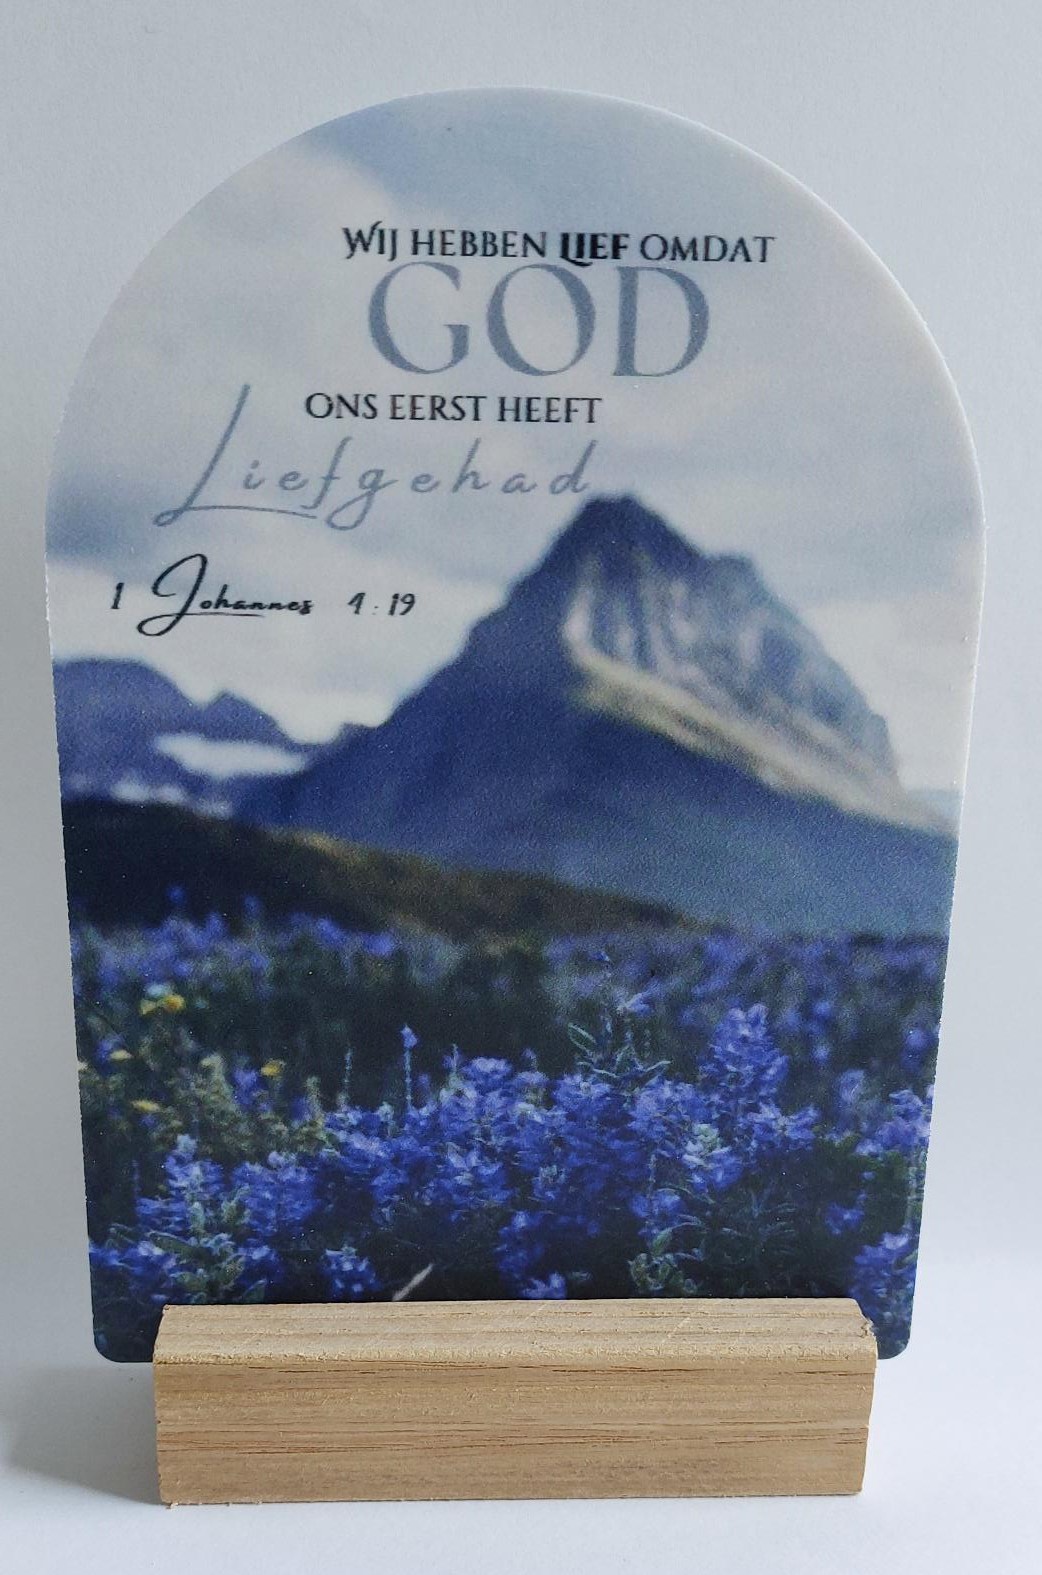 WIJ HEBBEN LIEF OMDAT
GOD
ONS EERST HEEFT
Liefgehad
1 Johannes 4:19